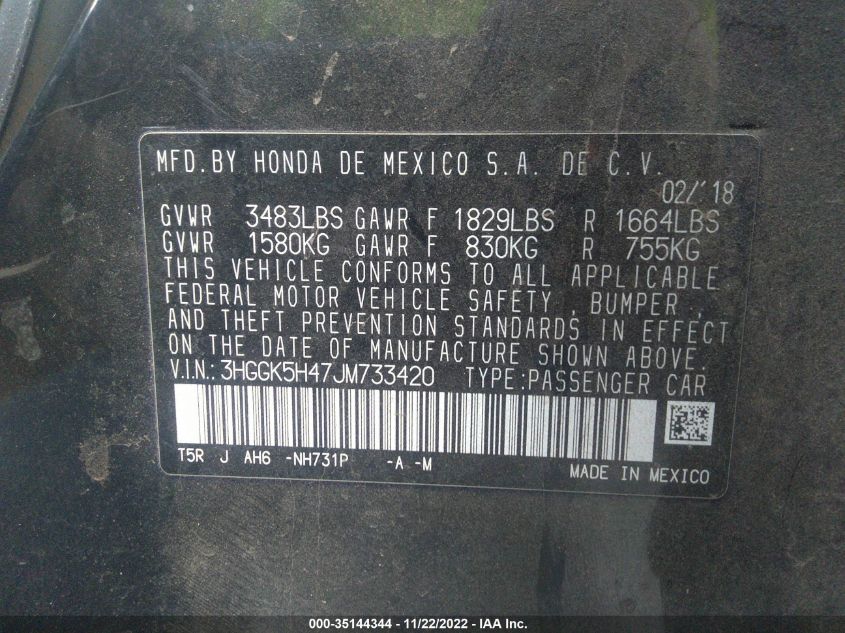 MFD.BY HONDA DE MEXICO S.A. DE C.V.
02/'18
GVWR 3483LBS GAWR F 1829LBS R 1664LBS
GVWR 1580KG GAWR F 830KG R 755KG
THIS VEHICLE CONFORMS TO ALL APPLICABLE
FEDERAL MOTOR VEHICLE SAFETY , BUMPER ,
AND THEFT PREVENTION STANDARDS IN EFFECT
ON THE DATE OF MANUFACTURE SHOWN ABOVE.
V.I.N.: 3HGGK5H47JM733420 TYPE:PASSENGER CAR
T5R J AH6 -NH731P -A -M
MADE IN MEXICO
000-35144344 - 11/22/2022 - IAA Inc.